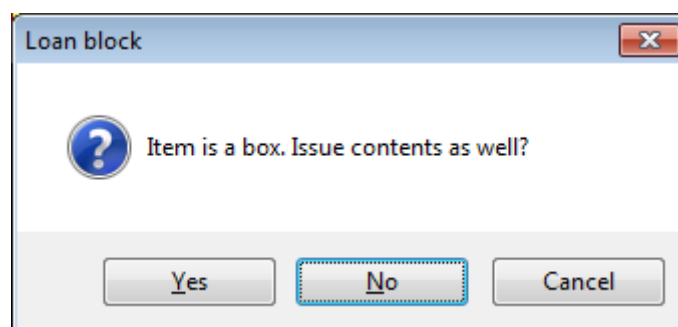 Loan block
Item is a box. Issue contents as well?
Yes No Cancel